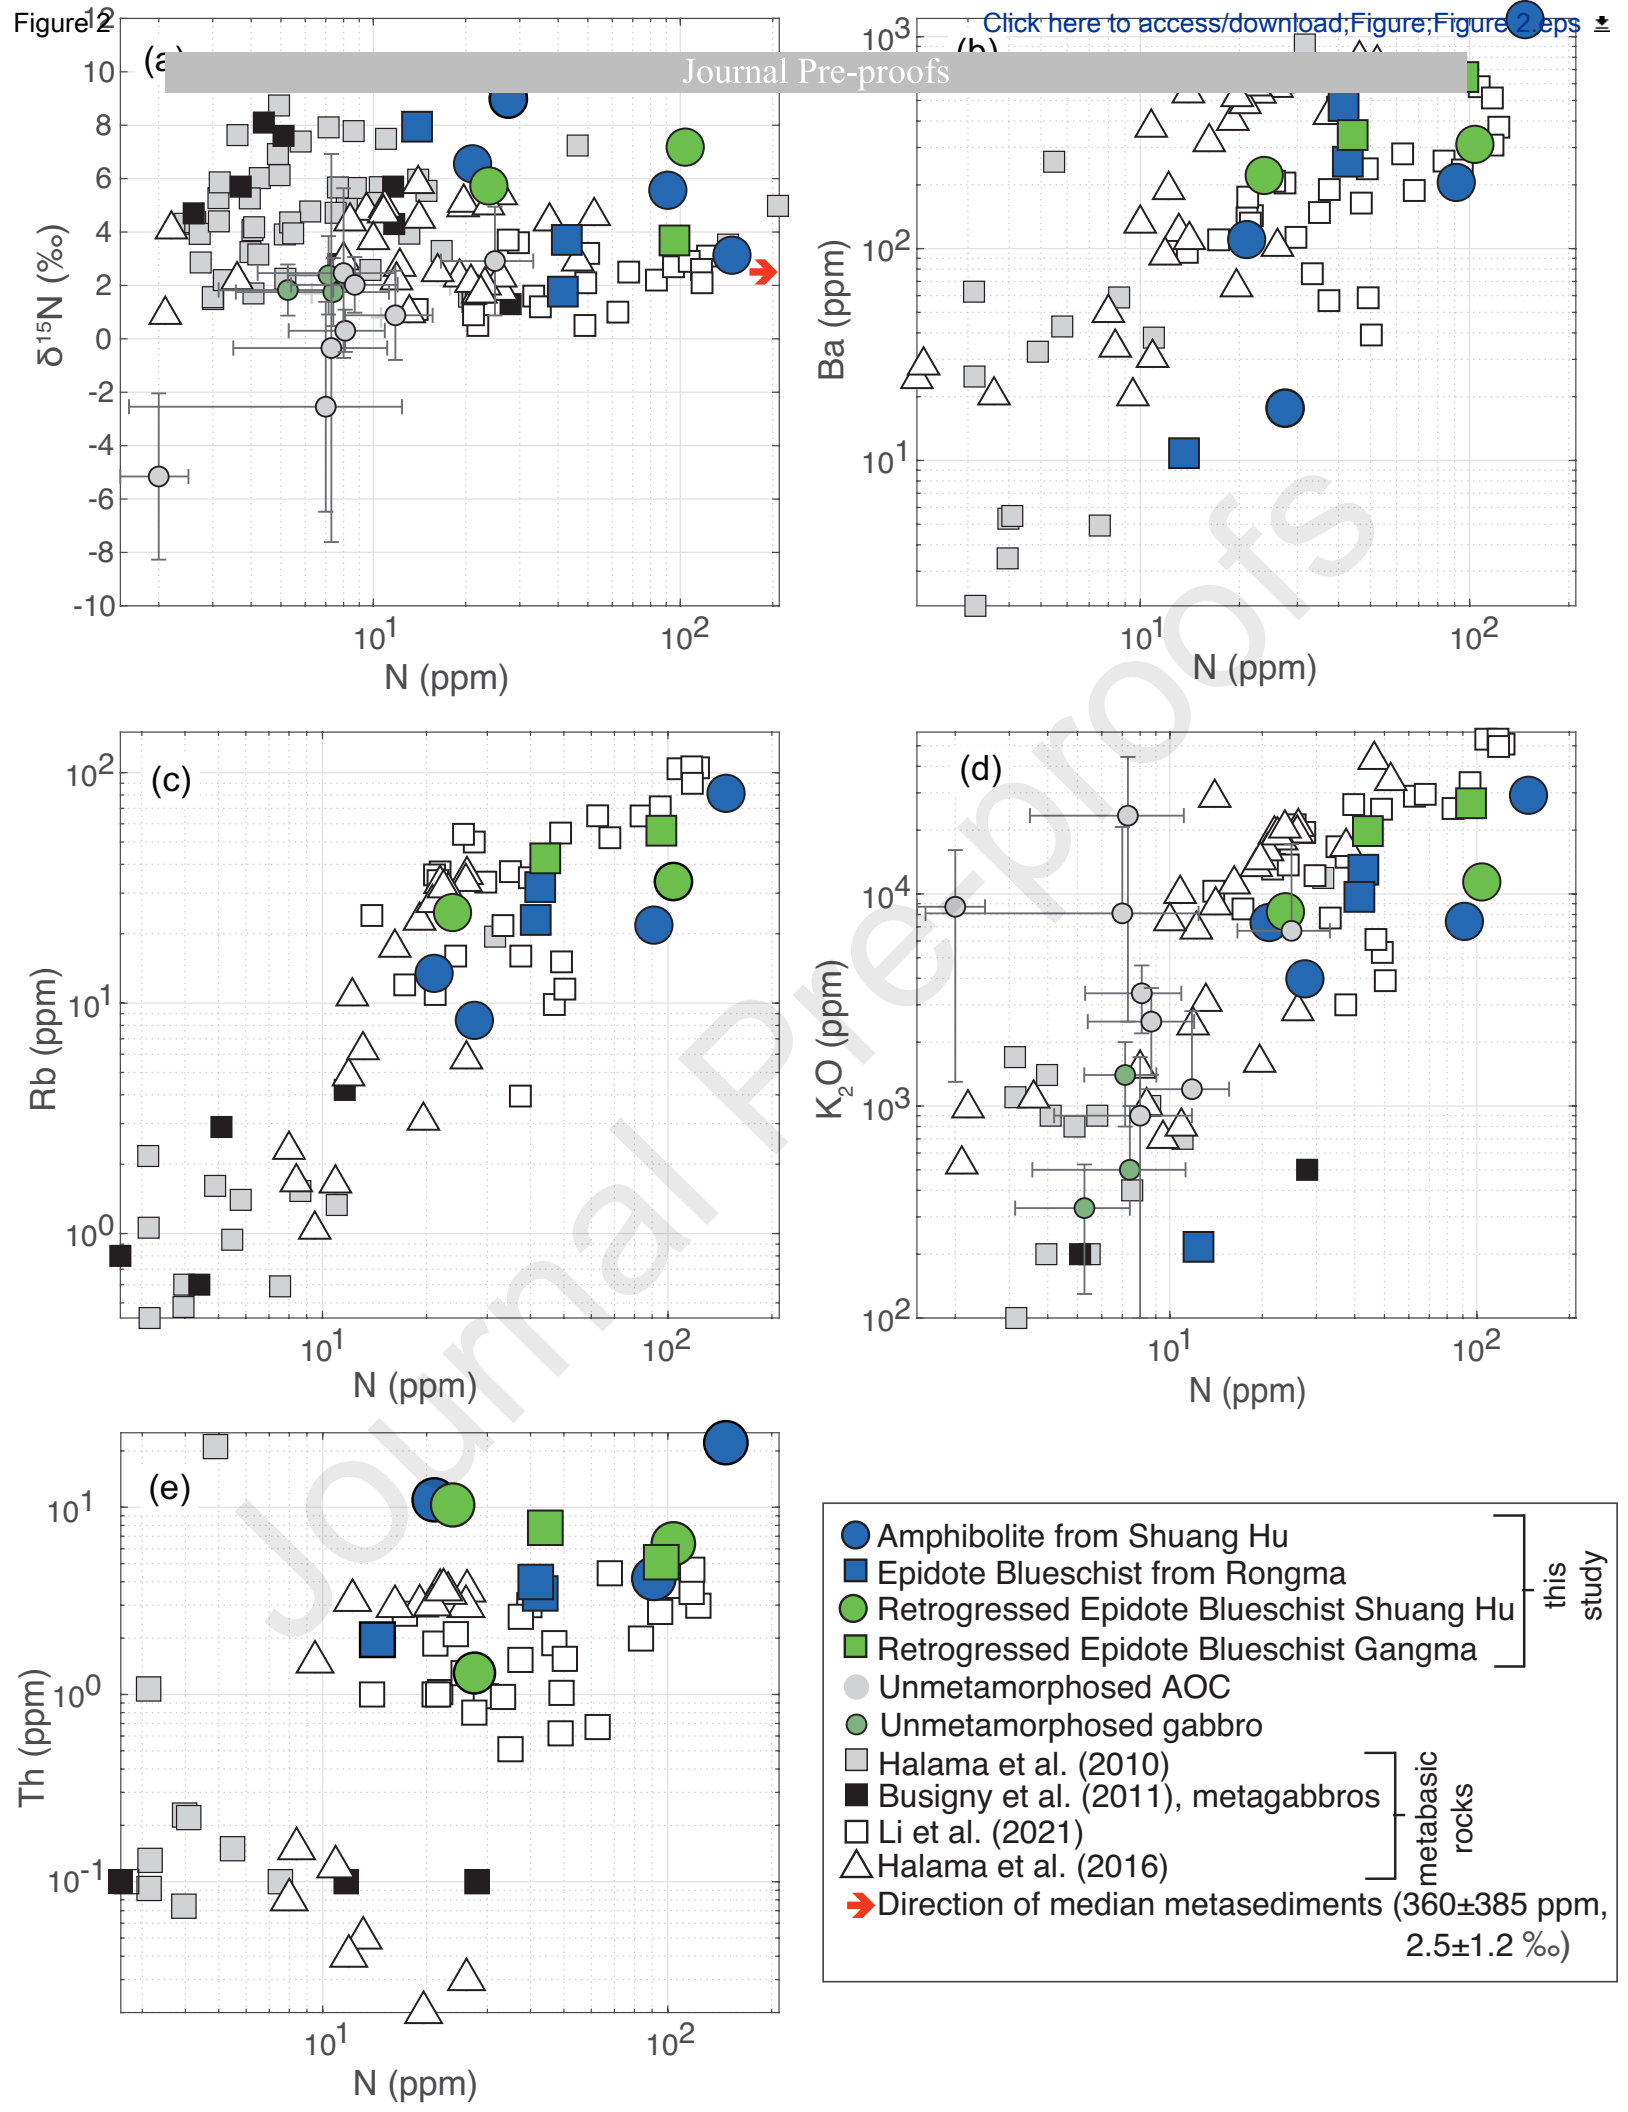 Figure 2
Click here to access/download;Figure;Figure 2.eps
Journal Pre-proofs
(a
12
10
8
6
4
2
0
-2
-4
-6
-8
-10
δ¹⁵N (‰)
10¹
10²
N (ppm)
(b)
10³
10²
10¹
Ba (ppm)
10¹
10²
N (ppm)
(c)
10²
10¹
10⁰
Rb (ppm)
10¹
10²
N (ppm)
(d)
10⁴
10³
10²
K₂O (ppm)
10¹
10²
N (ppm)
(e)
10¹
10⁰
10⁻¹
Th (ppm)
10¹
10²
N (ppm)
Amphibolite from Shuang Hu
Epidote Blueschist from Rongma
Retrogressed Epidote Blueschist Shuang Hu
Retrogressed Epidote Blueschist Gangma
this
study
Unmetamorphosed AOC
Unmetamorphosed gabbro
Halama et al. (2010)
Busigny et al. (2011), metagabbros
Li et al. (2021)
Halama et al. (2016)
metabasic
rocks
Direction of median metasediments (360±385 ppm,
2.5±1.2 ‰)
Journal Pre-proofs